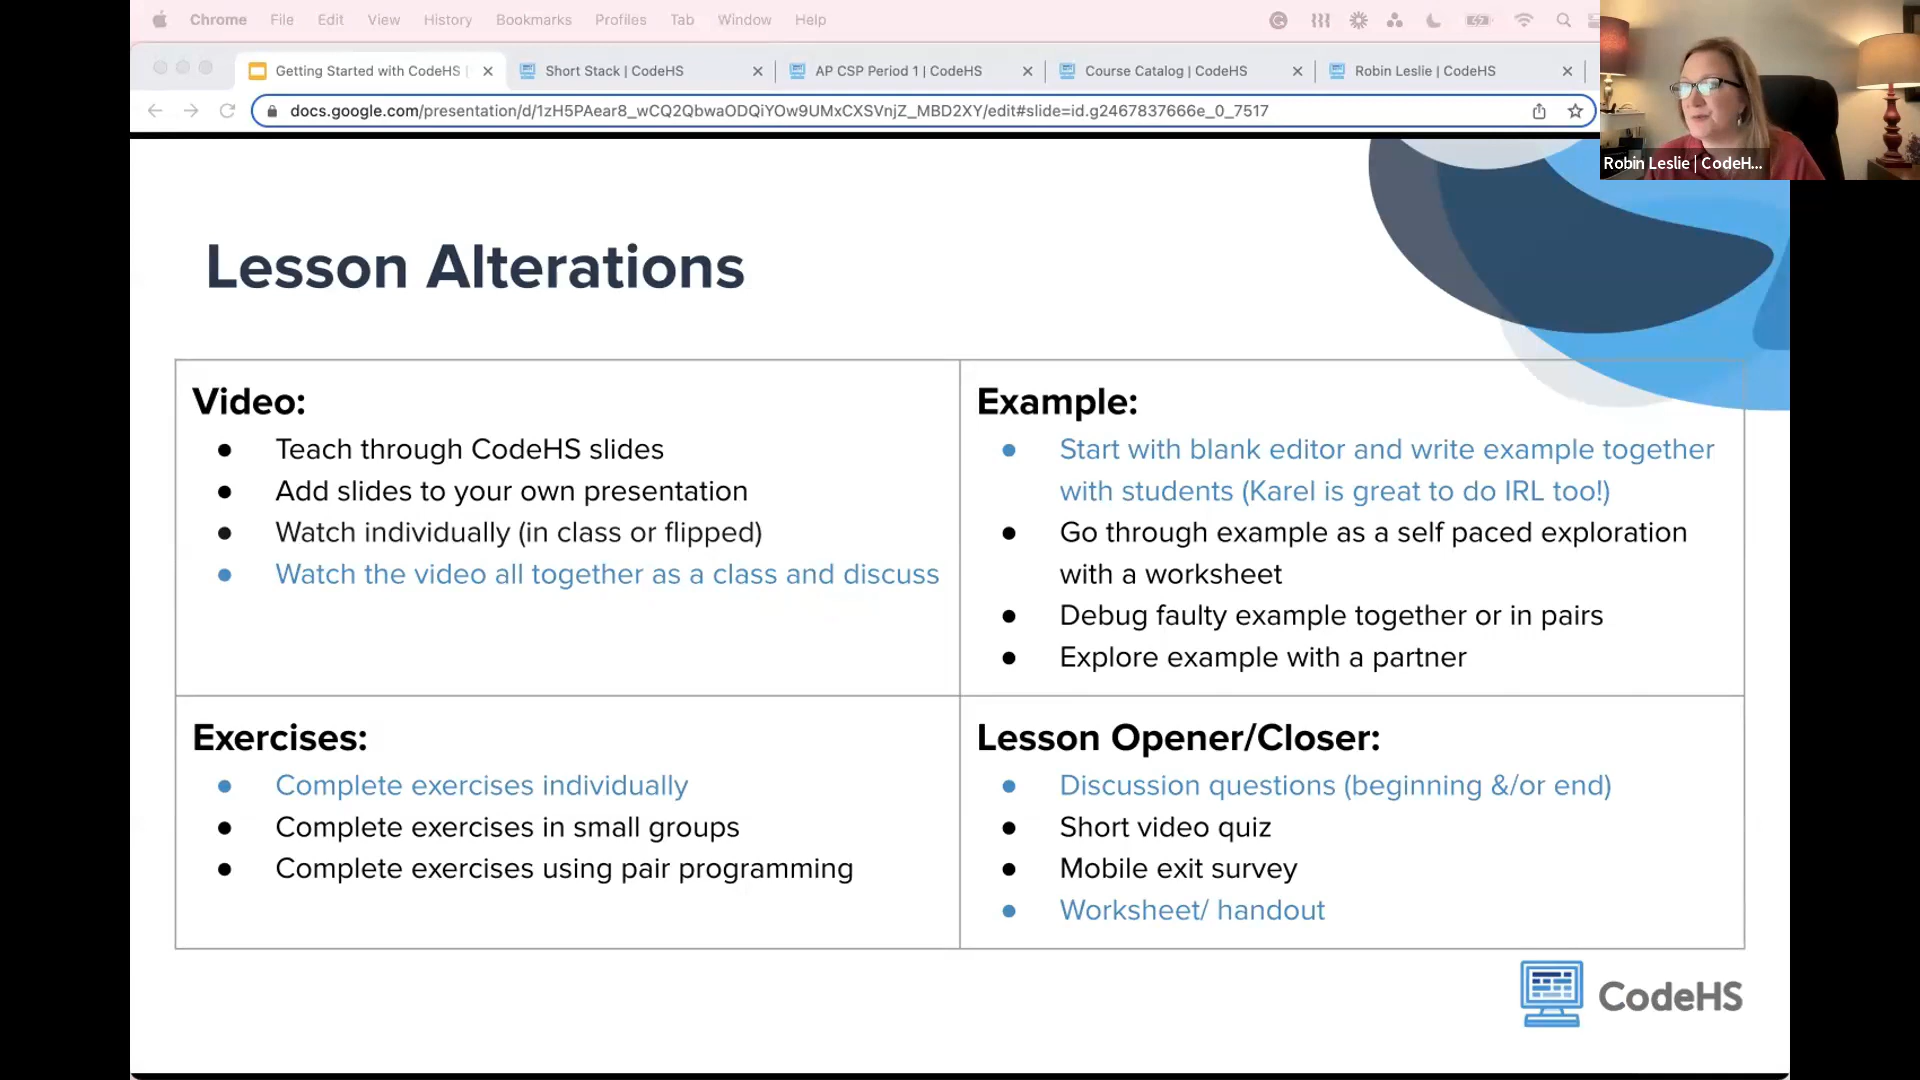 Chrome File Edit View History Bookmarks Profiles Tab Window Help
Getting Started with CodeHS | Short Stack | CodeHS AP CSP Period 1 | CodeHS Course Catalog | CodeHS Robin Leslie | CodeHS
docs.google.com/presentation/d/1zH5PAear8_wCQ2QbwaODQiYOw9UMxCXSVnjZ_MBD2XY/edit#slide=id.g2467837666e_0_7517
Robin Leslie | CodeH...
Lesson Alterations
Video:
● Teach through CodeHS slides
● Add slides to your own presentation
● Watch individually (in class or flipped)
● Watch the video all together as a class and discuss
Example:
● Start with blank editor and write example together
with students (Karel is great to do IRL too!)
● Go through example as a self paced exploration
with a worksheet
● Debug faulty example together or in pairs
● Explore example with a partner
Exercises:
● Complete exercises individually
● Complete exercises in small groups
● Complete exercises using pair programming
Lesson Opener/Closer:
● Discussion questions (beginning &/or end)
● Short video quiz
● Mobile exit survey
● Worksheet/ handout
CodeHS